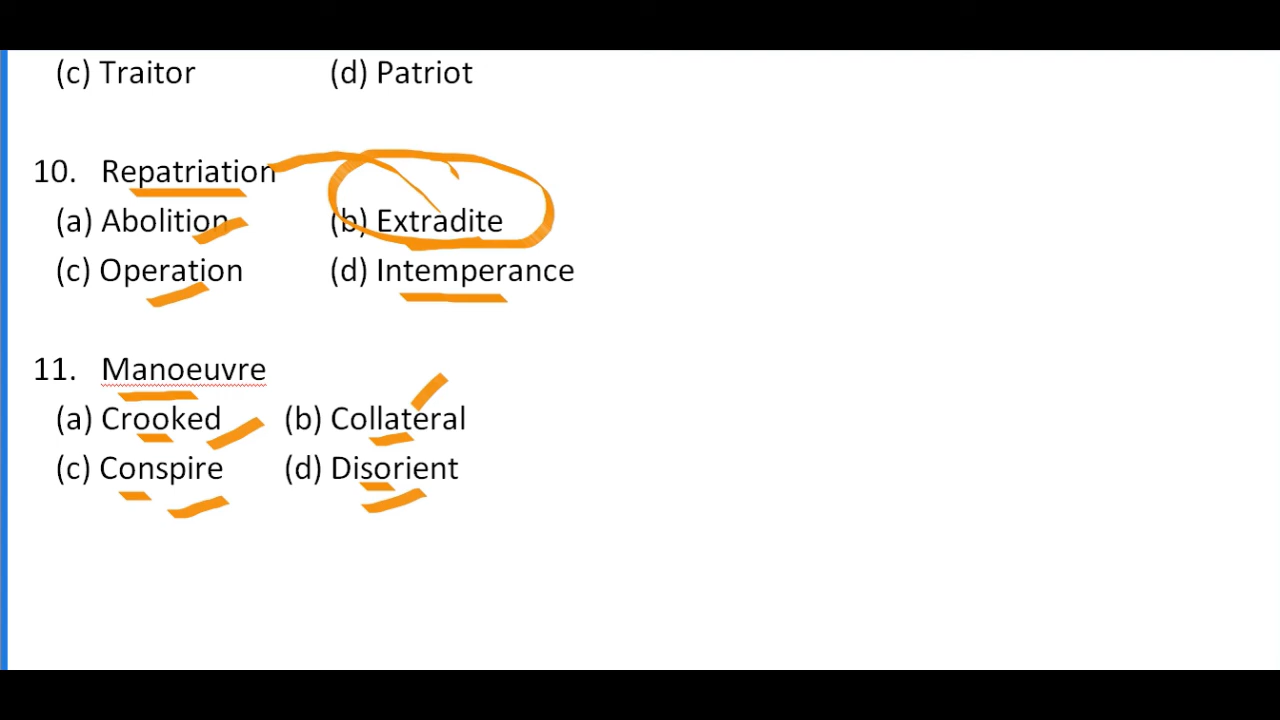 (c) Traitor (d) Patriot
10. Repatriation
(a) Abolition (b) Extradite
(c) Operation (d) Intemperance
11. Manoeuvre
(a) Crooked (b) Collateral
(c) Conspire (d) Disorient